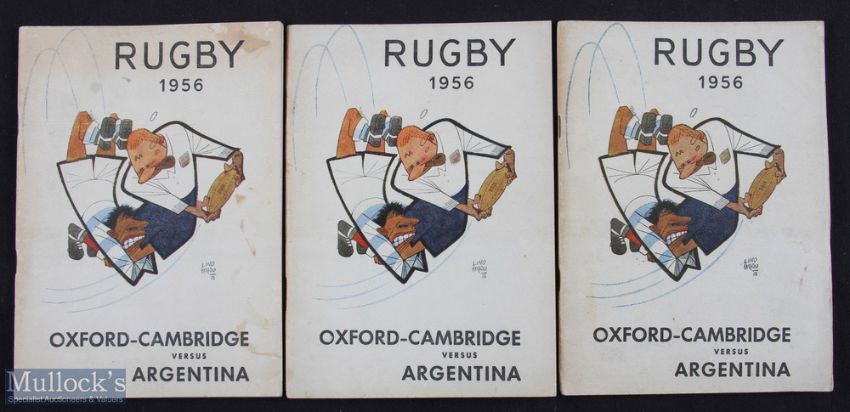 RUGBY
1956
OXFORD-CAMBRIDGE
VERSUS
ARGENTINA
RUGBY
1956
OXFORD-CAMBRIDGE
VERSUS
ARGENTINA
RUGBY
1956
OXFORD-CAMBRIDGE
VERSUS
ARGENTINA
Mullock's
Specialist Auctioneers & Valuers